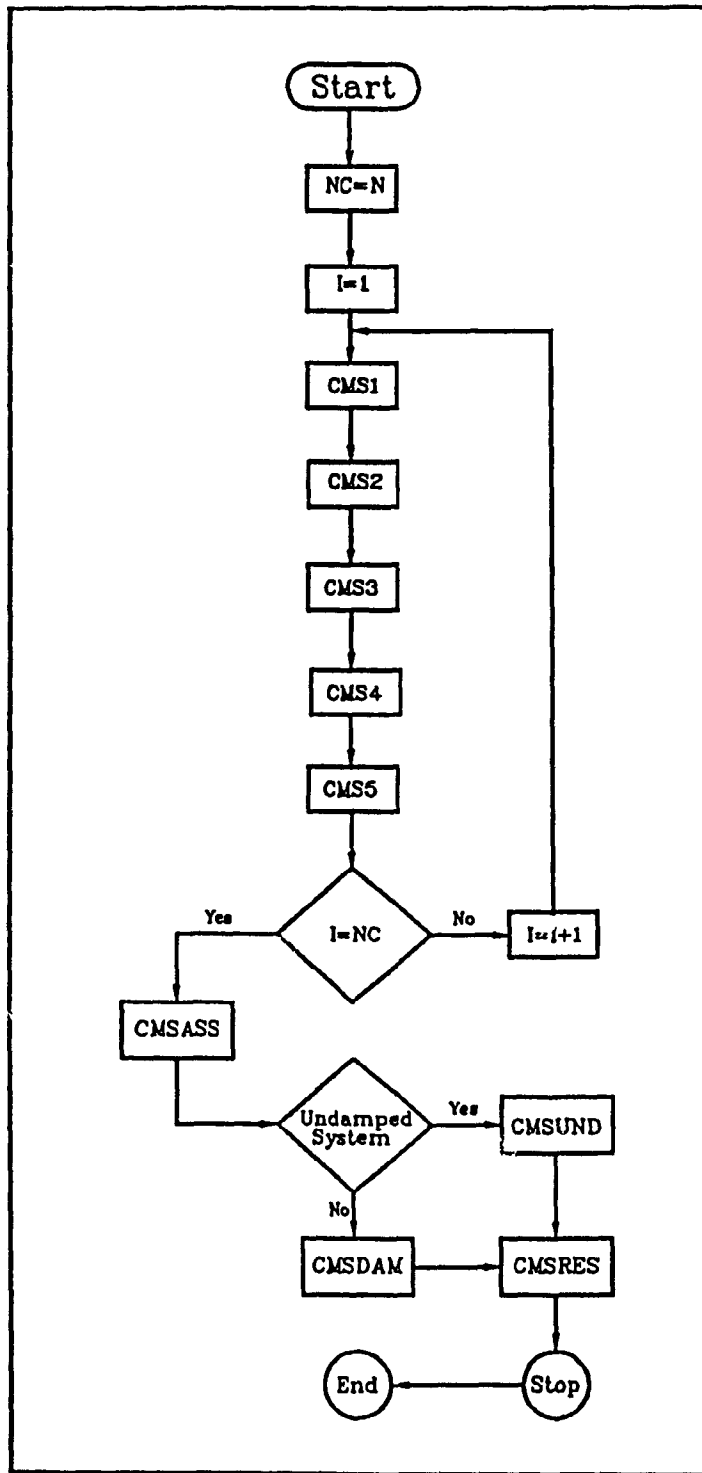 Start
NC=N
I=1
CMS1
CMS2
CMS3
CMS4
CMS5
I=NC
Yes
No
I=i+1
CMSASS
Undamped
System
Yes
CMSUND
No
CMSDAM
CMSRES
End
Stop